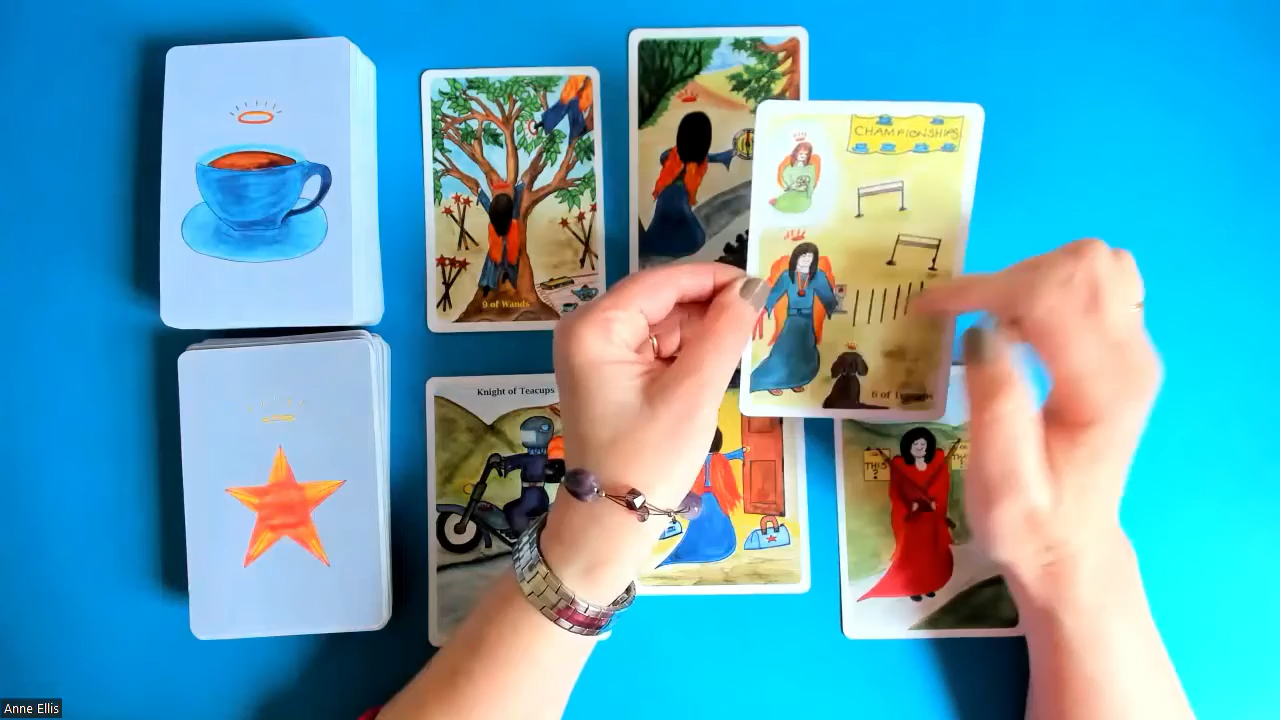 CHAMPIONSHIPS
9 of Wands
6 of Teacups
Knight of Teacups
THIS
?
Anne Ellis